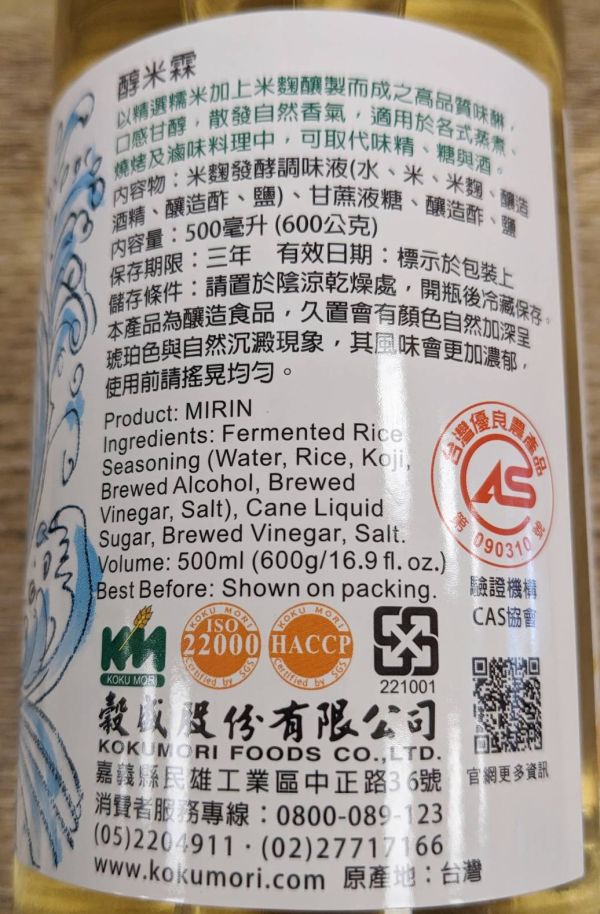 醇米霖
以精選糯米加上米麴釀製而成之高品質味醂，
口感甘醇，散發自然香氣，適用於各式蒸煮、
燒烤及滷味料理中，可取代味精、糖與酒。
內容物：米麴發酵調味液(水、米、米麴、釀造
酒精、釀造酢、鹽)、甘蔗液糖、釀造酢、鹽
內容量：500毫升 (600公克)
保存期限：三年 有效日期：標示於包裝上
儲存條件：請置於陰涼乾燥處，開瓶後冷藏保存。
本產品為釀造食品，久置會有顏色自然加深呈
琥珀色與自然沉澱現象，其風味會更加濃郁，
使用前請搖晃均勻。
Product: MIRIN
Ingredients: Fermented Rice
Seasoning (Water, Rice, Koji,
Brewed Alcohol, Brewed
Vinegar, Salt), Cane Liquid
Sugar, Brewed Vinegar, Salt.
Volume: 500ml (600g/16.9 fl. oz.)
Best Before: Shown on packing.
台灣優良農產品
CAS
第 090310 號
驗證機構
CAS協會
KM
KOKU MORI
KOKU MORI
ISO
22000
Certified by SGS
KOKU MORI
HACCP
Certified by SGS
221001
官網更多資訊
穀盛股份有限公司
KOKUMORI FOODS CO.,LTD.
嘉義縣民雄工業區中正路36號
消費者服務專線：0800-089-123
(05)2204911・(02)27717166
www.kokumori.com 原產地：台灣